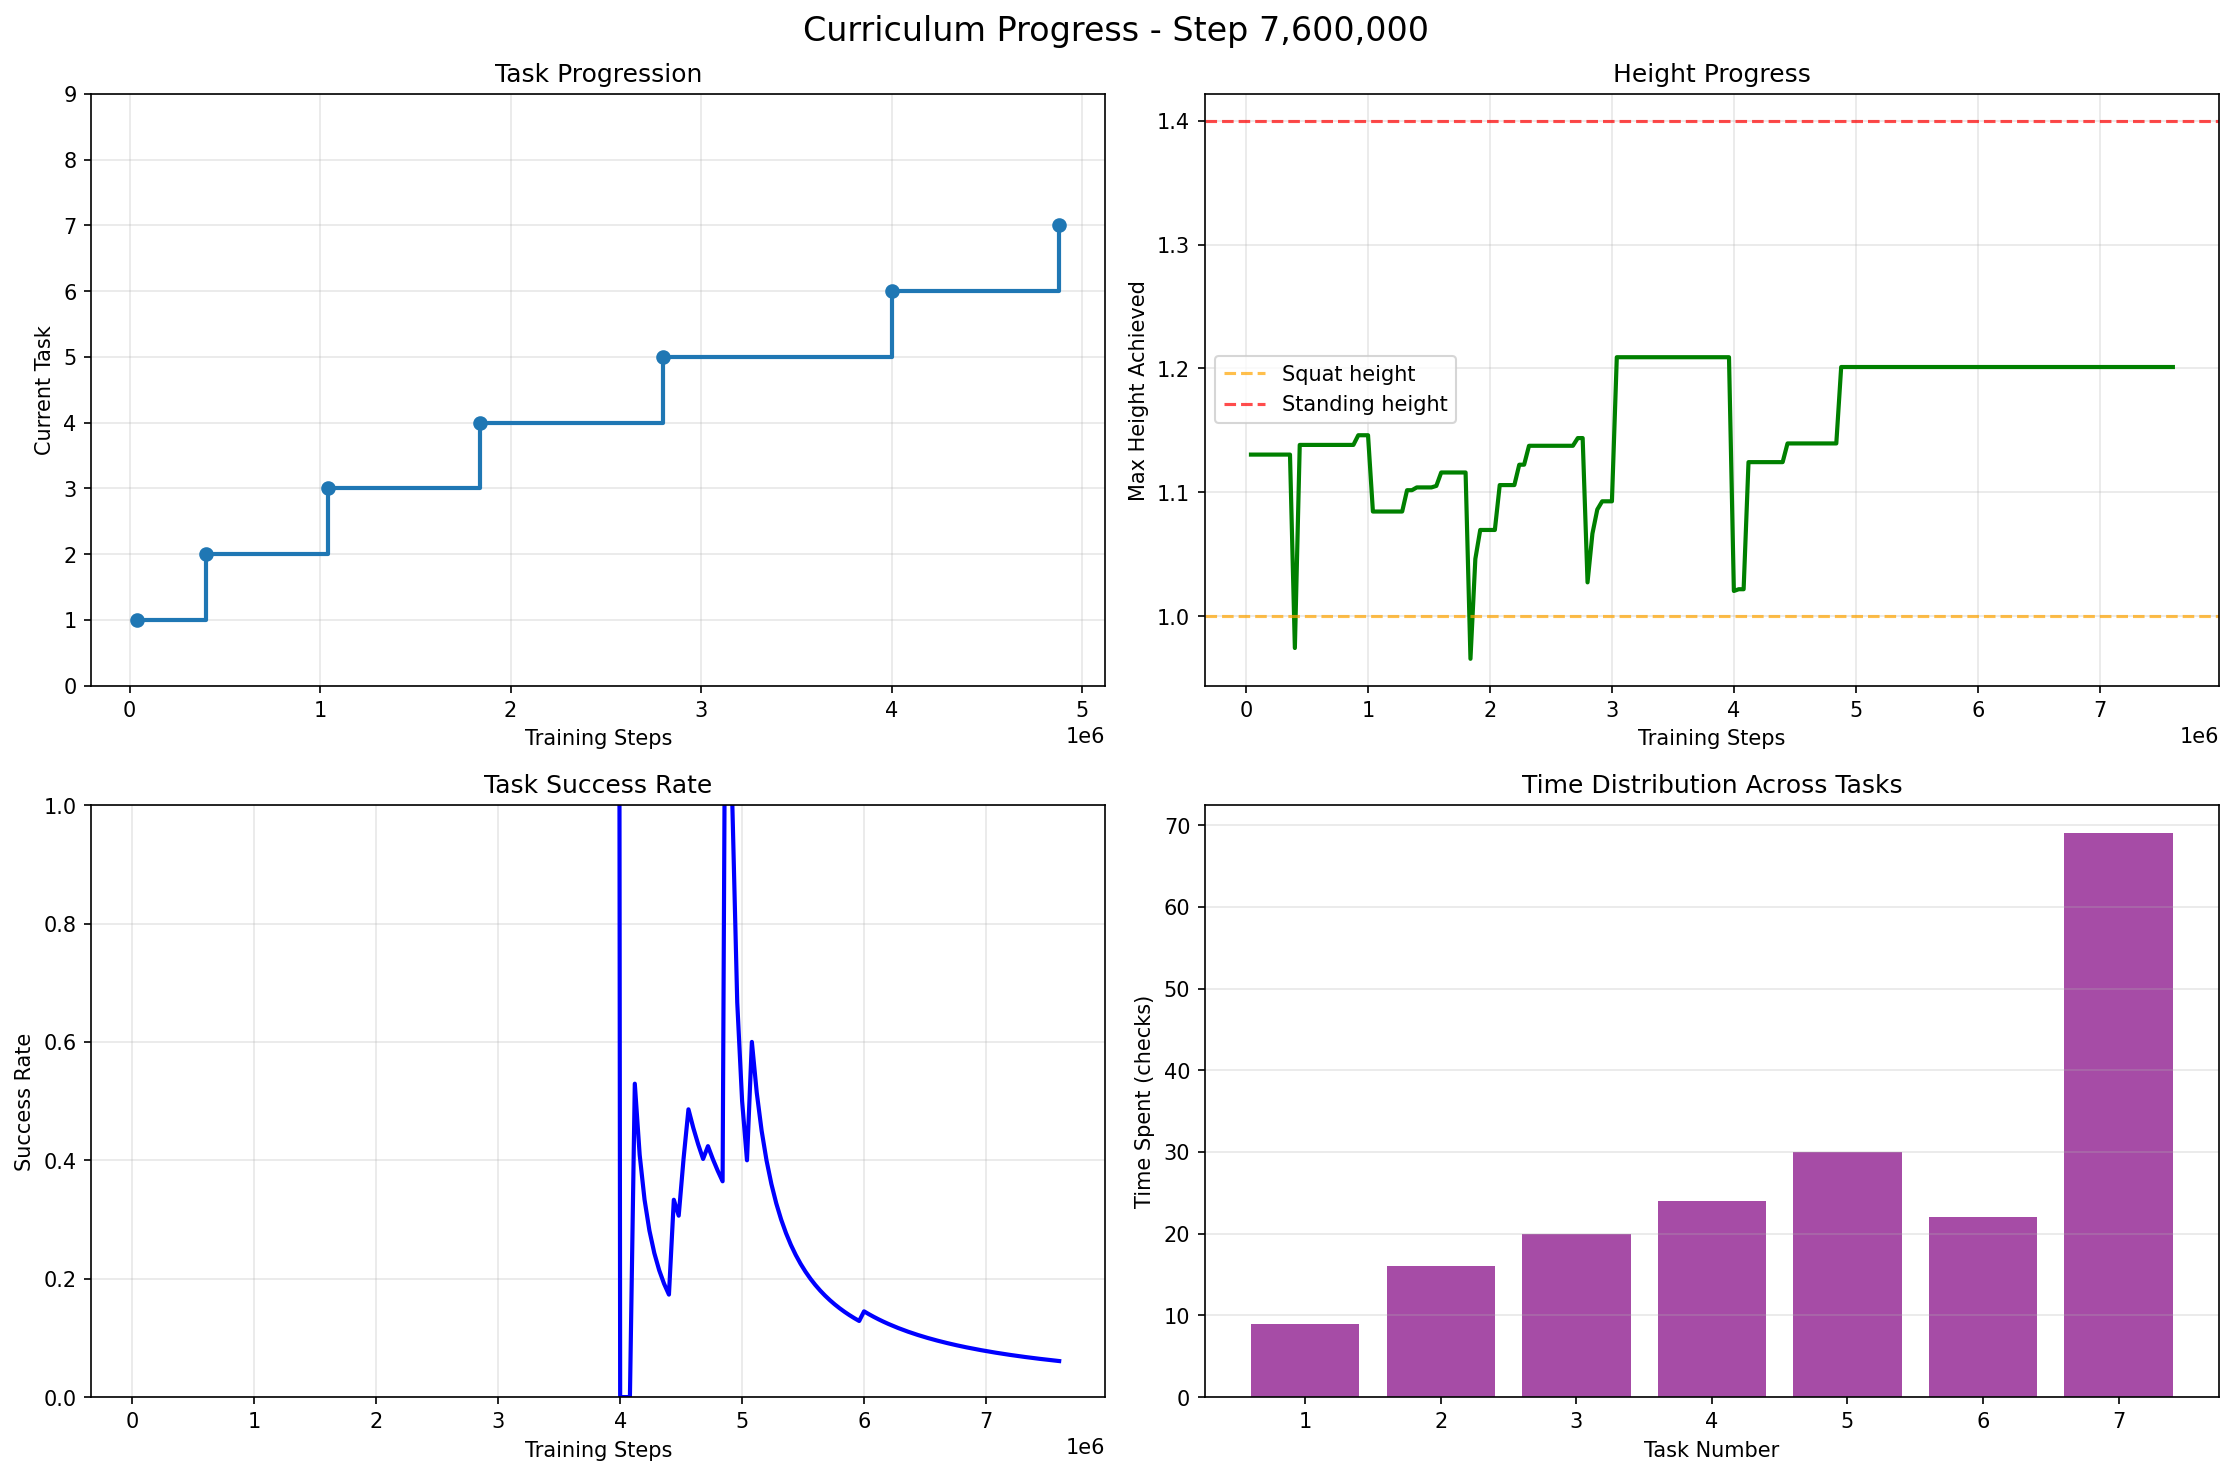 Curriculum Progress - Step 7,600,000
Task Progression
9
8
7
6
5
4
3
2
1
0
Current Task
0 1 2 3 4 5
1e6
Training Steps
Height Progress
1.4
1.3
1.2
1.1
1.0
Max Height Achieved
Squat height
Standing height
0 1 2 3 4 5 6 7
1e6
Training Steps
Task Success Rate
1.0
0.8
0.6
0.4
0.2
0.0
Success Rate
0 1 2 3 4 5 6 7
1e6
Training Steps
Time Distribution Across Tasks
70
60
50
40
30
20
10
0
Time Spent (checks)
1 2 3 4 5 6 7
Task Number